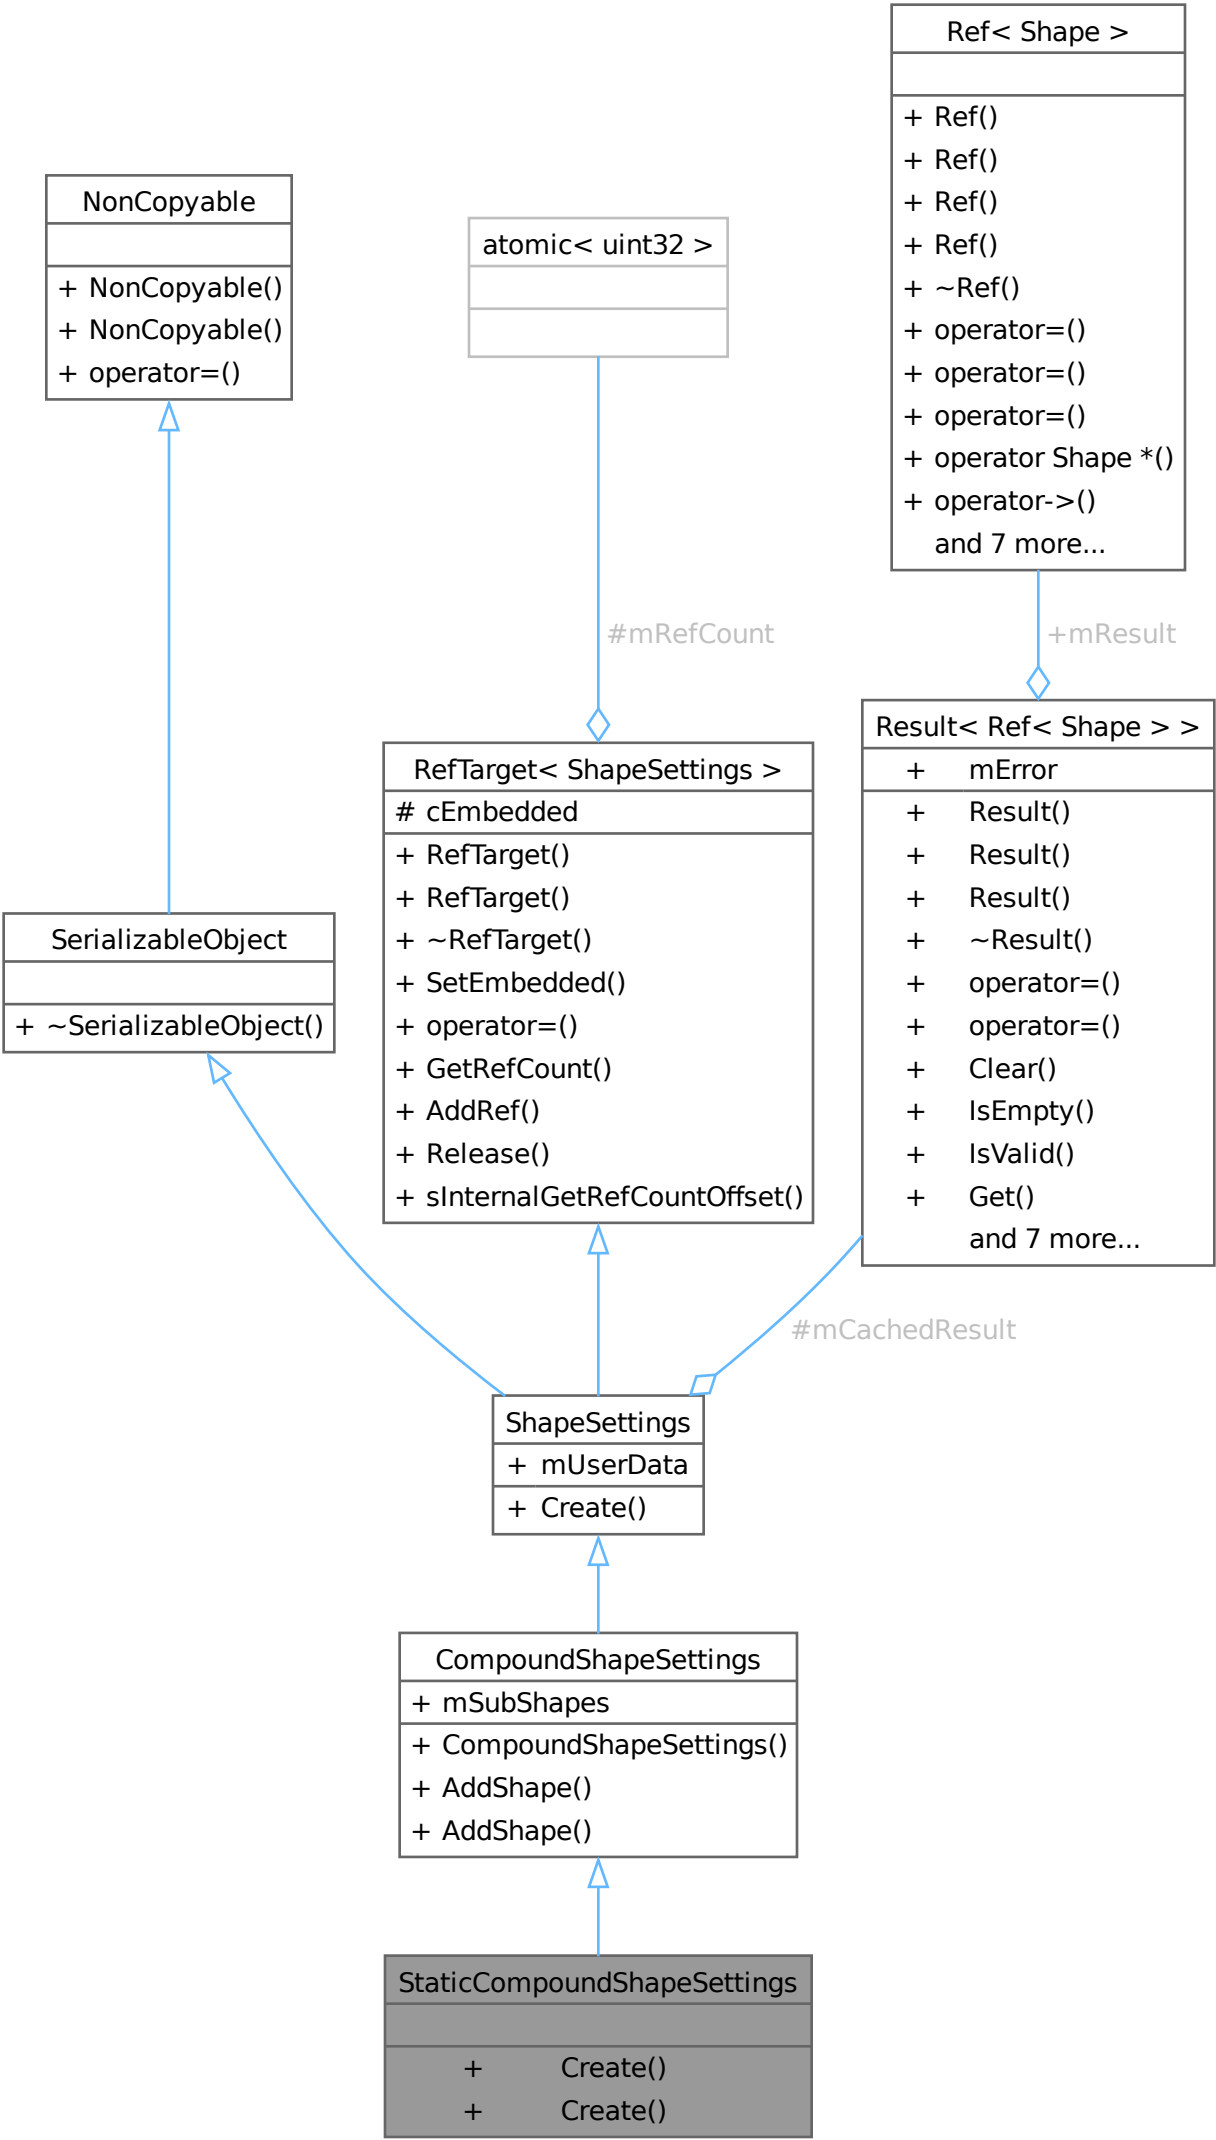 Ref< Shape >
+ Ref()
+ Ref()
+ Ref()
+ Ref()
+ ~Ref()
+ operator=()
+ operator=()
+ operator=()
+ operator Shape *()
+ operator->()
and 7 more...
NonCopyable
+ NonCopyable()
+ NonCopyable()
+ operator=()
atomic< uint32 >
#mRefCount
+mResult
Result< Ref< Shape > >
+ mError
+ Result()
+ Result()
+ Result()
+ ~Result()
+ operator=()
+ operator=()
+ Clear()
+ IsEmpty()
+ IsValid()
+ Get()
and 7 more...
RefTarget< ShapeSettings >
# cEmbedded
+ RefTarget()
+ RefTarget()
+ ~RefTarget()
+ SetEmbedded()
+ operator=()
+ GetRefCount()
+ AddRef()
+ Release()
+ sInternalGetRefCountOffset()
SerializableObject
+ ~SerializableObject()
#mCachedResult
ShapeSettings
+ mUserData
+ Create()
CompoundShapeSettings
+ mSubShapes
+ CompoundShapeSettings()
+ AddShape()
+ AddShape()
StaticCompoundShapeSettings
+ Create()
+ Create()